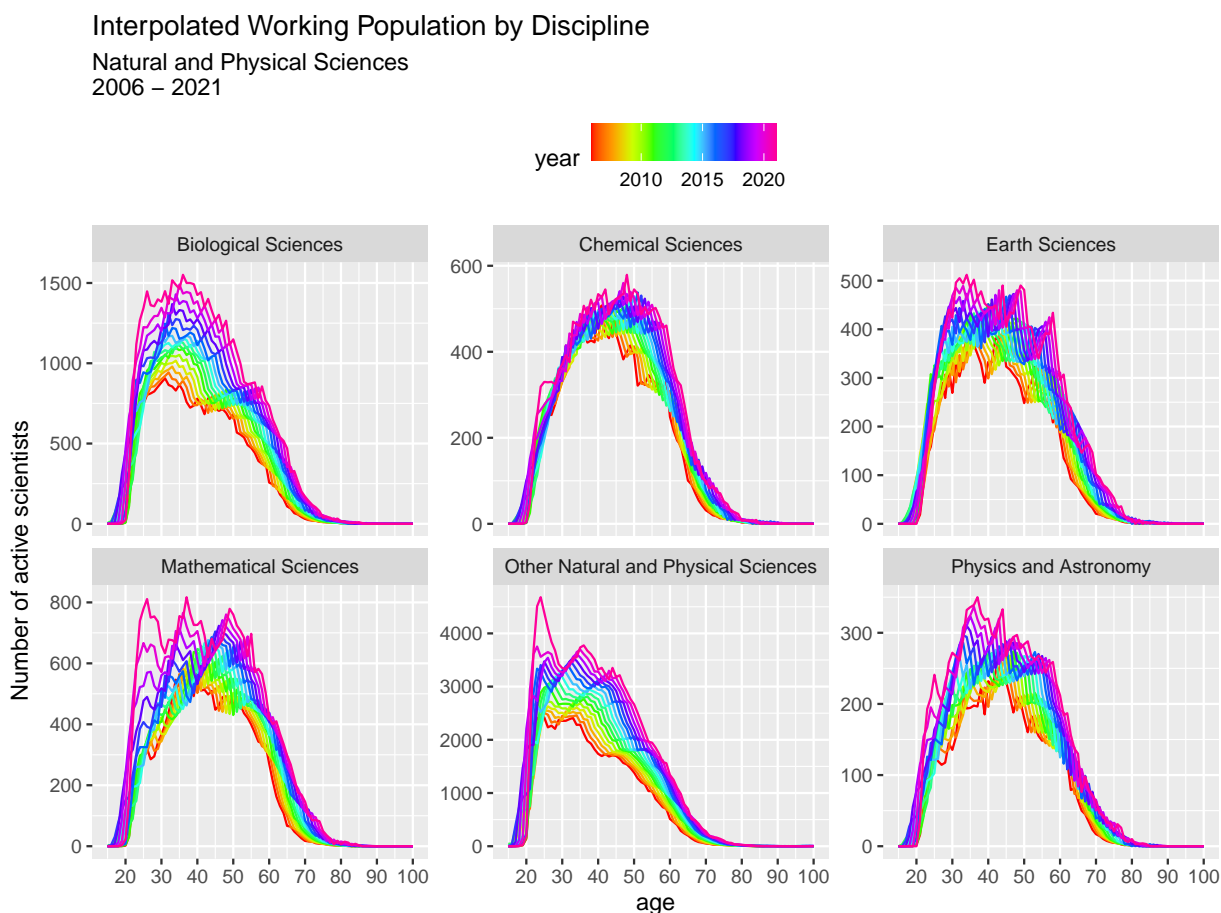 Interpolated Working Population by Discipline
Natural and Physical Sciences
2006 – 2021
year
2010 2015 2020
Biological Sciences Chemical Sciences Earth Sciences
1500
1000
500
0
600
400
200
0
500
400
300
200
100
0
Mathematical Sciences Other Natural and Physical Sciences Physics and Astronomy
800
600
400
200
0
4000
3000
2000
1000
0
300
200
100
0
20 30 40 50 60 70 80 90 100 20 30 40 50 60 70 80 90 100 20 30 40 50 60 70 80 90 100
age
Number of active scientists